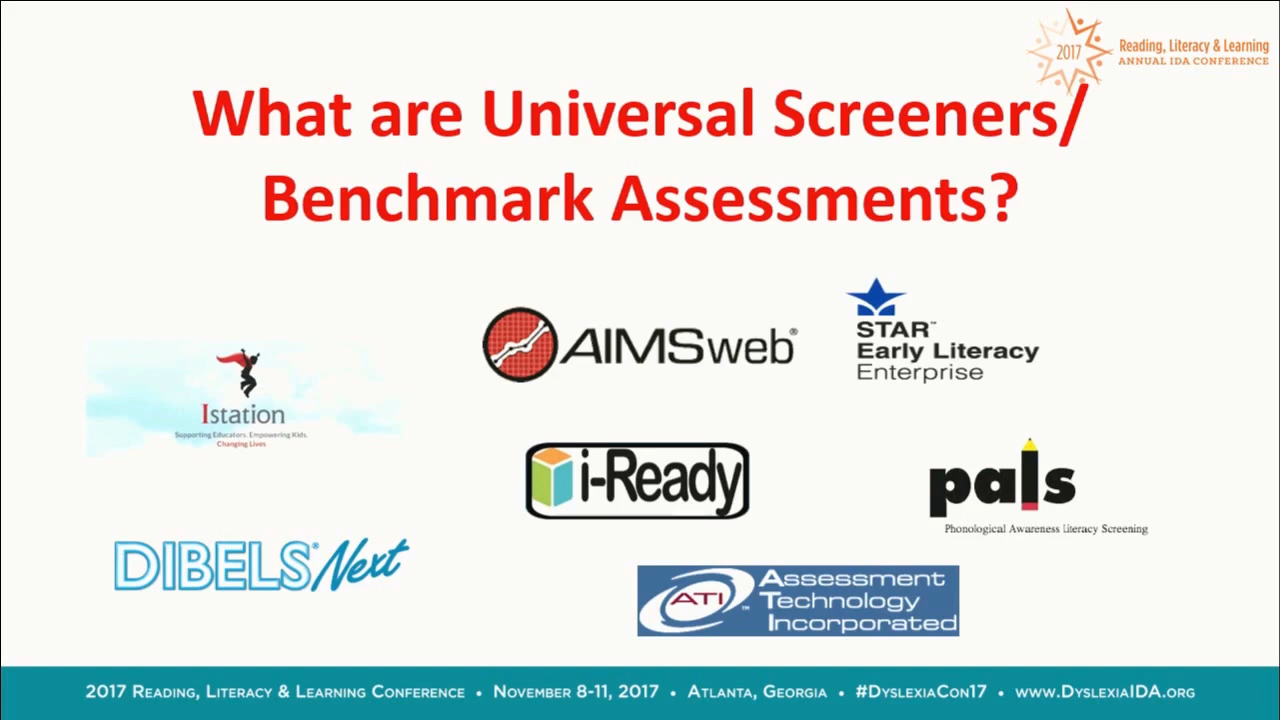 2017
Reading, Literacy & Learning
ANNUAL IDA CONFERENCE
What are Universal Screeners/
Benchmark Assessments?
AIMSweb®
STAR™
Early Literacy
Enterprise
Istation
Supporting Educators. Empowering Kids.
Changing Lives
i-Ready
pals
Phonological Awareness Literacy Screening
DIBELS® Next
ATI™
Assessment
Technology
Incorporated
2017 Reading, Literacy & Learning Conference • November 8-11, 2017 • Atlanta, Georgia • #DyslexiaCon17 • www.DyslexiaIDA.org